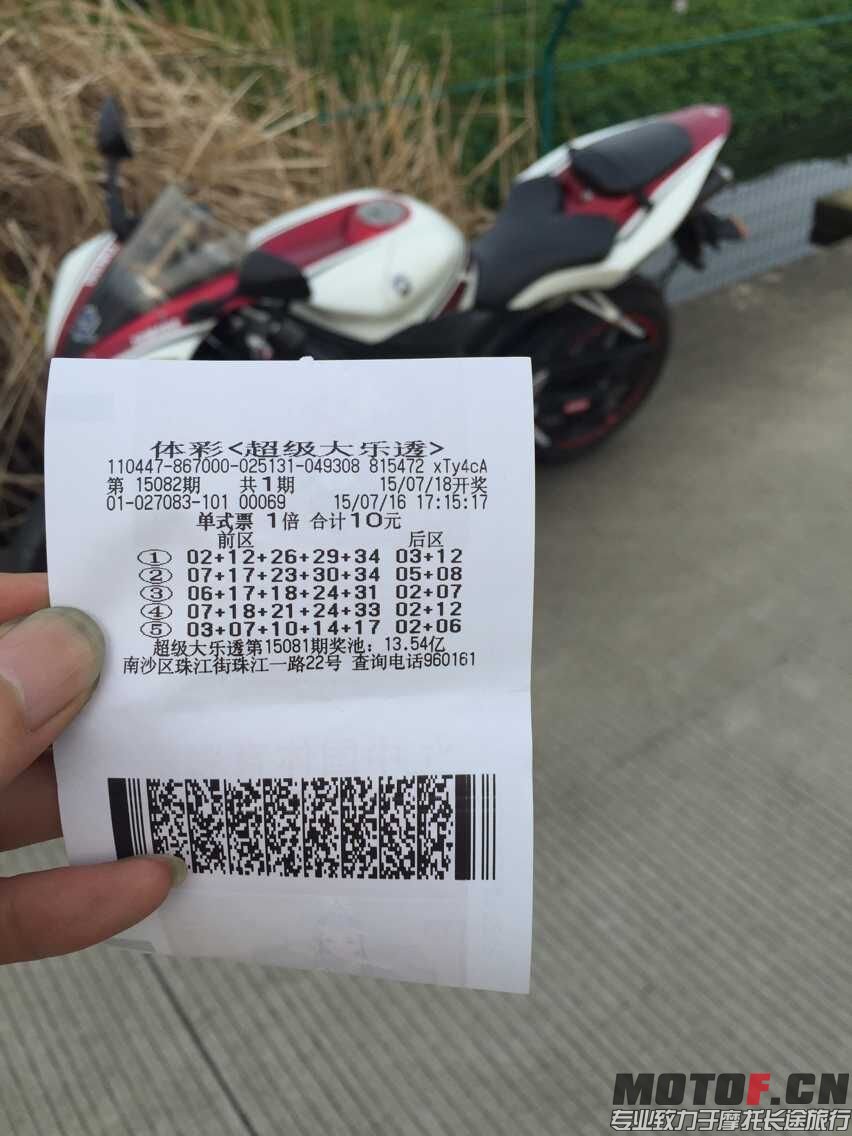 体彩<超级大乐透>
110447-867000-025131-049308 815472 xTy4cA
第 15082期 共1期 15/07/18开奖
01-027083-101 00069 15/07/16 17:15:17
单式票 1倍 合计10元
前区 后区
① 02+12+26+29+34 03+12
② 07+17+23+30+34 05+08
③ 06+17+18+24+31 02+07
④ 07+18+21+24+33 02+12
⑤ 03+07+10+14+17 02+06
超级大乐透第15081期奖池: 13.54亿
南沙区珠江街珠江一路22号 查询电话960161
MOTOF.CN
专业致力于摩托长途旅行